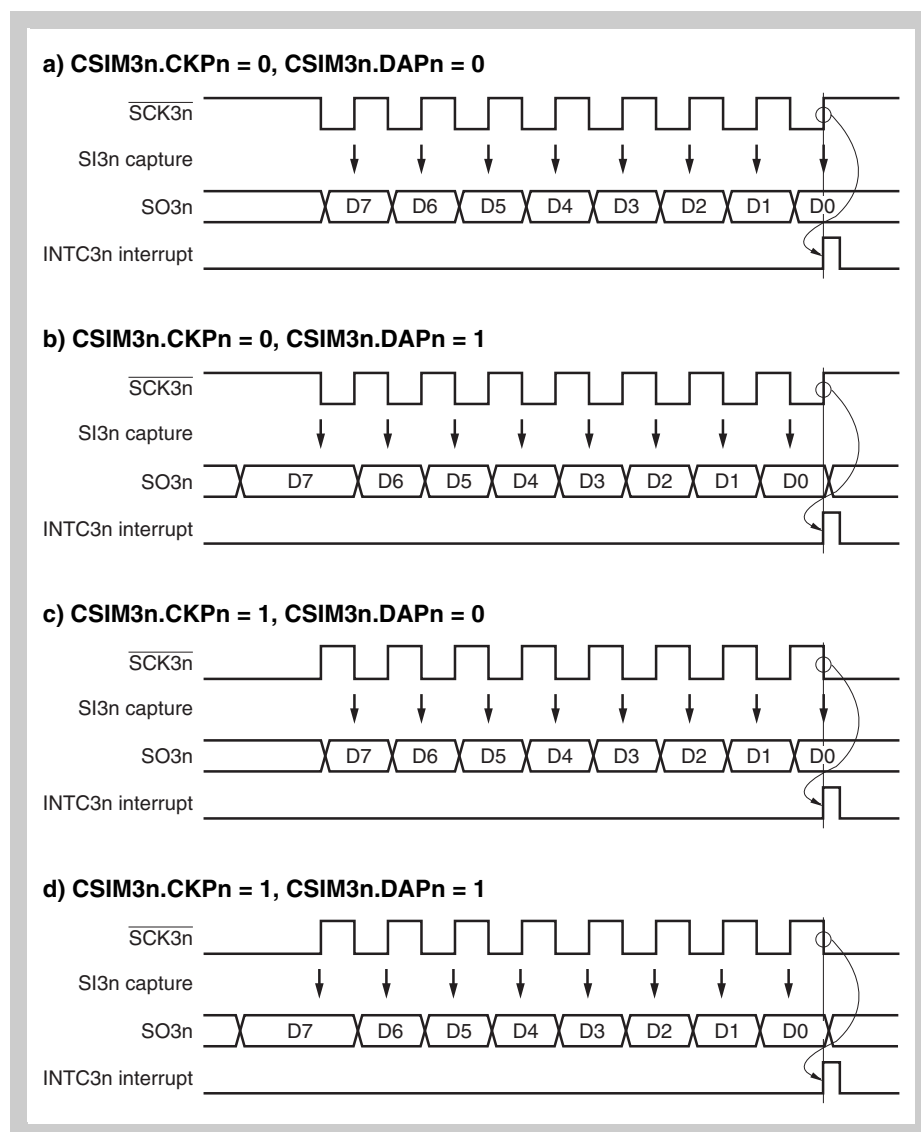 a) CSIM3n.CKPn = 0, CSIM3n.DAPn = 0
SCK3n
SI3n capture
SO3n D7 D6 D5 D4 D3 D2 D1 D0
INTC3n interrupt
b) CSIM3n.CKPn = 0, CSIM3n.DAPn = 1
SCK3n
SI3n capture
SO3n D7 D6 D5 D4 D3 D2 D1 D0
INTC3n interrupt
c) CSIM3n.CKPn = 1, CSIM3n.DAPn = 0
SCK3n
SI3n capture
SO3n D7 D6 D5 D4 D3 D2 D1 D0
INTC3n interrupt
d) CSIM3n.CKPn = 1, CSIM3n.DAPn = 1
SCK3n
SI3n capture
SO3n D7 D6 D5 D4 D3 D2 D1 D0
INTC3n interrupt